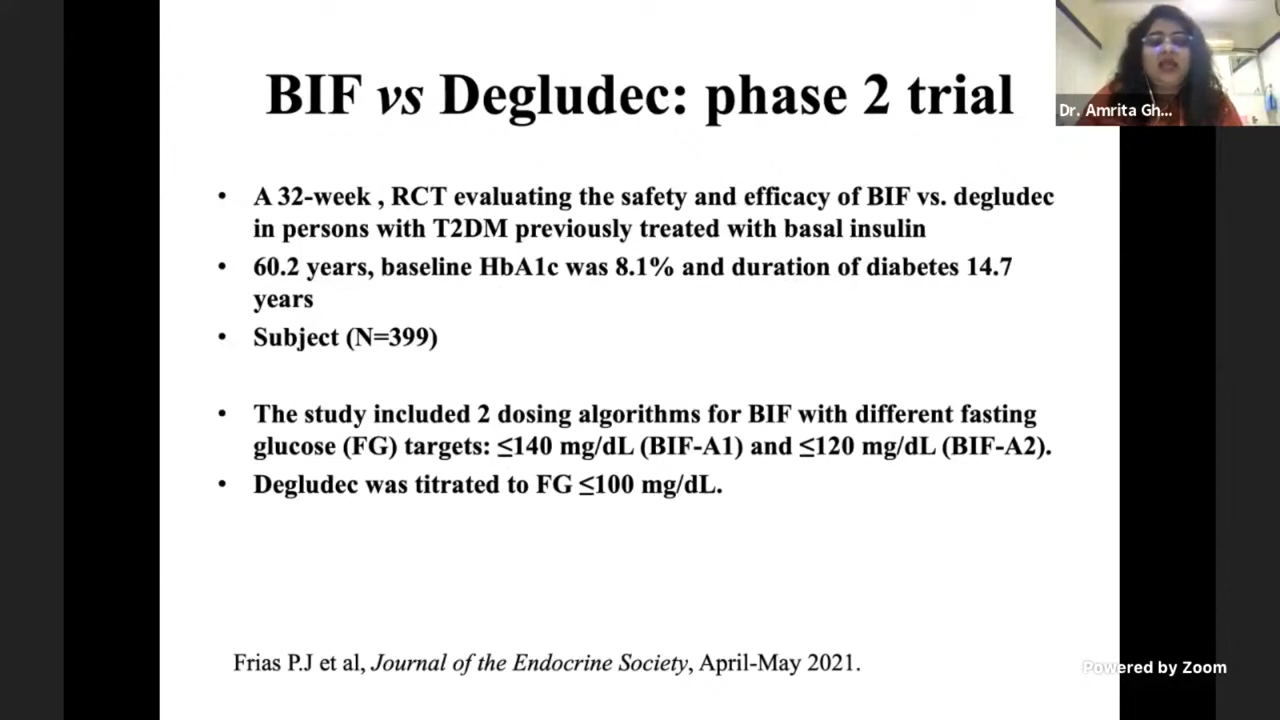 BIF vs Degludec: phase 2 trial
Dr. Amrita Gh...
• A 32-week , RCT evaluating the safety and efficacy of BIF vs. degludec
in persons with T2DM previously treated with basal insulin
• 60.2 years, baseline HbA1c was 8.1% and duration of diabetes 14.7
years
• Subject (N=399)
• The study included 2 dosing algorithms for BIF with different fasting
glucose (FG) targets: ≤140 mg/dL (BIF-A1) and ≤120 mg/dL (BIF-A2).
• Degludec was titrated to FG ≤100 mg/dL.
Frias P.J et al, Journal of the Endocrine Society, April-May 2021.
Powered by Zoom